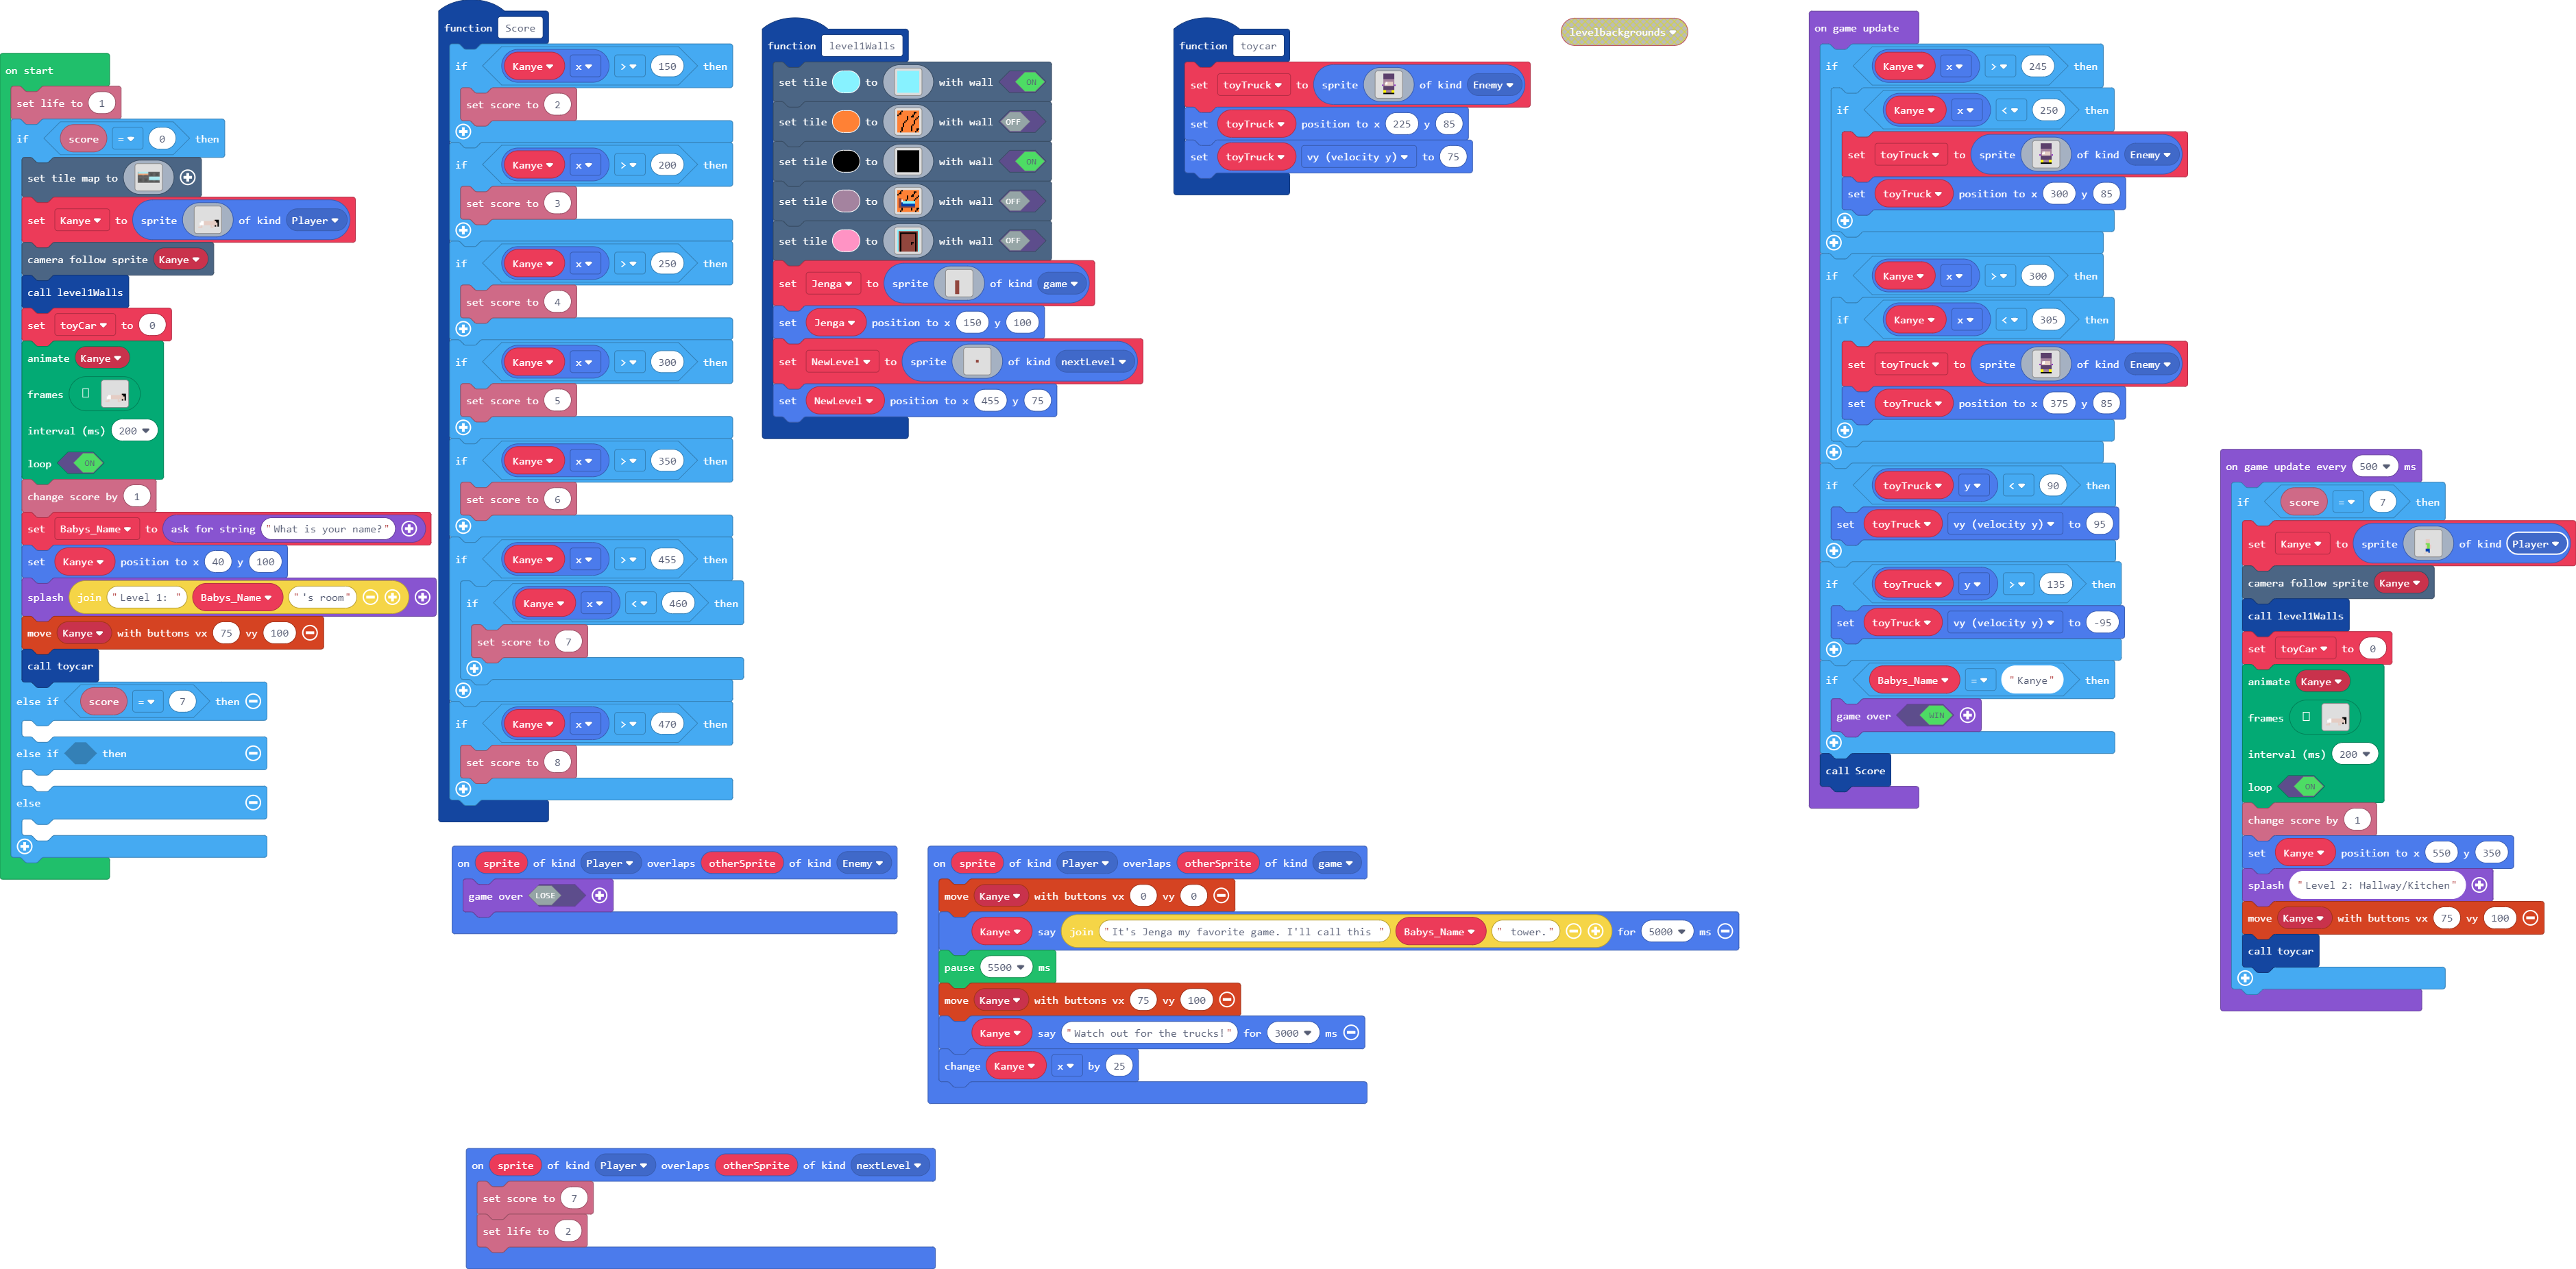 on start
set life to 1
if score = 0 then
set tile map to
set Kanye to sprite of kind Player
camera follow sprite Kanye
call level1Walls
set toyCar to 0
animate Kanye
frames
interval (ms) 200
loop ON
change score by 1
set Babys_Name to ask for string "What is your name?"
set Kanye position to x 40 y 100
splash join "Level 1: " Babys_Name "'s room"
move Kanye with buttons vx 75 vy 100
call toycar
else if score = 7 then
else if then
else
function Score
if Kanye x > 150 then
set score to 2
if Kanye x > 200 then
set score to 3
if Kanye x > 250 then
set score to 4
if Kanye x > 300 then
set score to 5
if Kanye x > 350 then
set score to 6
if Kanye x > 455 then
if Kanye x < 460 then
set score to 7
if Kanye x > 470 then
set score to 8
function level1Walls
set tile to with wall ON
set tile to with wall OFF
set tile to with wall ON
set tile to with wall OFF
set tile to with wall OFF
set Jenga to sprite of kind game
set Jenga position to x 150 y 100
set NewLevel to sprite of kind nextLevel
set NewLevel position to x 455 y 75
function toycar
set toyTruck to sprite of kind Enemy
set toyTruck position to x 225 y 85
set toyTruck vy (velocity y) to 75
levelbackgrounds
on game update
if Kanye x > 245 then
if Kanye x < 250 then
set toyTruck to sprite of kind Enemy
set toyTruck position to x 300 y 85
if Kanye x > 300 then
if Kanye x < 305 then
set toyTruck to sprite of kind Enemy
set toyTruck position to x 375 y 85
if toyTruck y < 90 then
set toyTruck vy (velocity y) to 95
if toyTruck y > 135 then
set toyTruck vy (velocity y) to -95
if Babys_Name = "Kanye" then
game over WIN
call Score
on game update every 500 ms
if score = 7 then
set Kanye to sprite of kind Player
camera follow sprite Kanye
call level1Walls
set toyCar to 0
animate Kanye
frames
interval (ms) 200
loop ON
change score by 1
set Kanye position to x 550 y 350
splash "Level 2: Hallway/Kitchen"
move Kanye with buttons vx 75 vy 100
call toycar
on sprite of kind Player overlaps otherSprite of kind Enemy
game over LOSE
on sprite of kind Player overlaps otherSprite of kind game
move Kanye with buttons vx 0 vy 0
Kanye say join "It's Jenga my favorite game. I'll call this " Babys_Name " tower." for 5000 ms
pause 5500 ms
move Kanye with buttons vx 75 vy 100
Kanye say "Watch out for the trucks!" for 3000 ms
change Kanye x by 25
on sprite of kind Player overlaps otherSprite of kind nextLevel
set score to 7
set life to 2